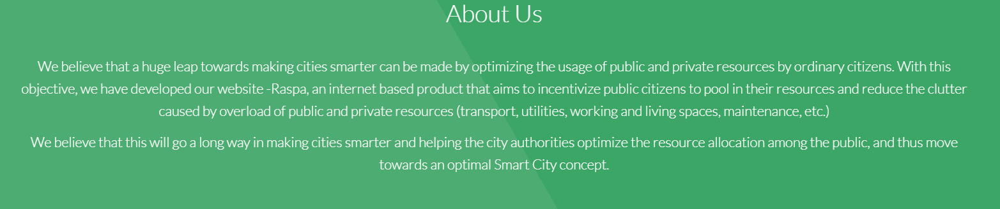 About Us
We believe that a huge leap towards making cities smarter can be made by optimizing the usage of public and private resources by ordinary citizens. With this
objective, we have developed our website -Raspa, an internet based product that aims to incentivize public citizens to pool in their resources and reduce the clutter
caused by overload of public and private resources (transport, utilities, working and living spaces, maintenance, etc.)
We believe that this will go a long way in making cities smarter and helping the city authorities optimize the resource allocation among the public, and thus move
towards an optimal Smart City concept.